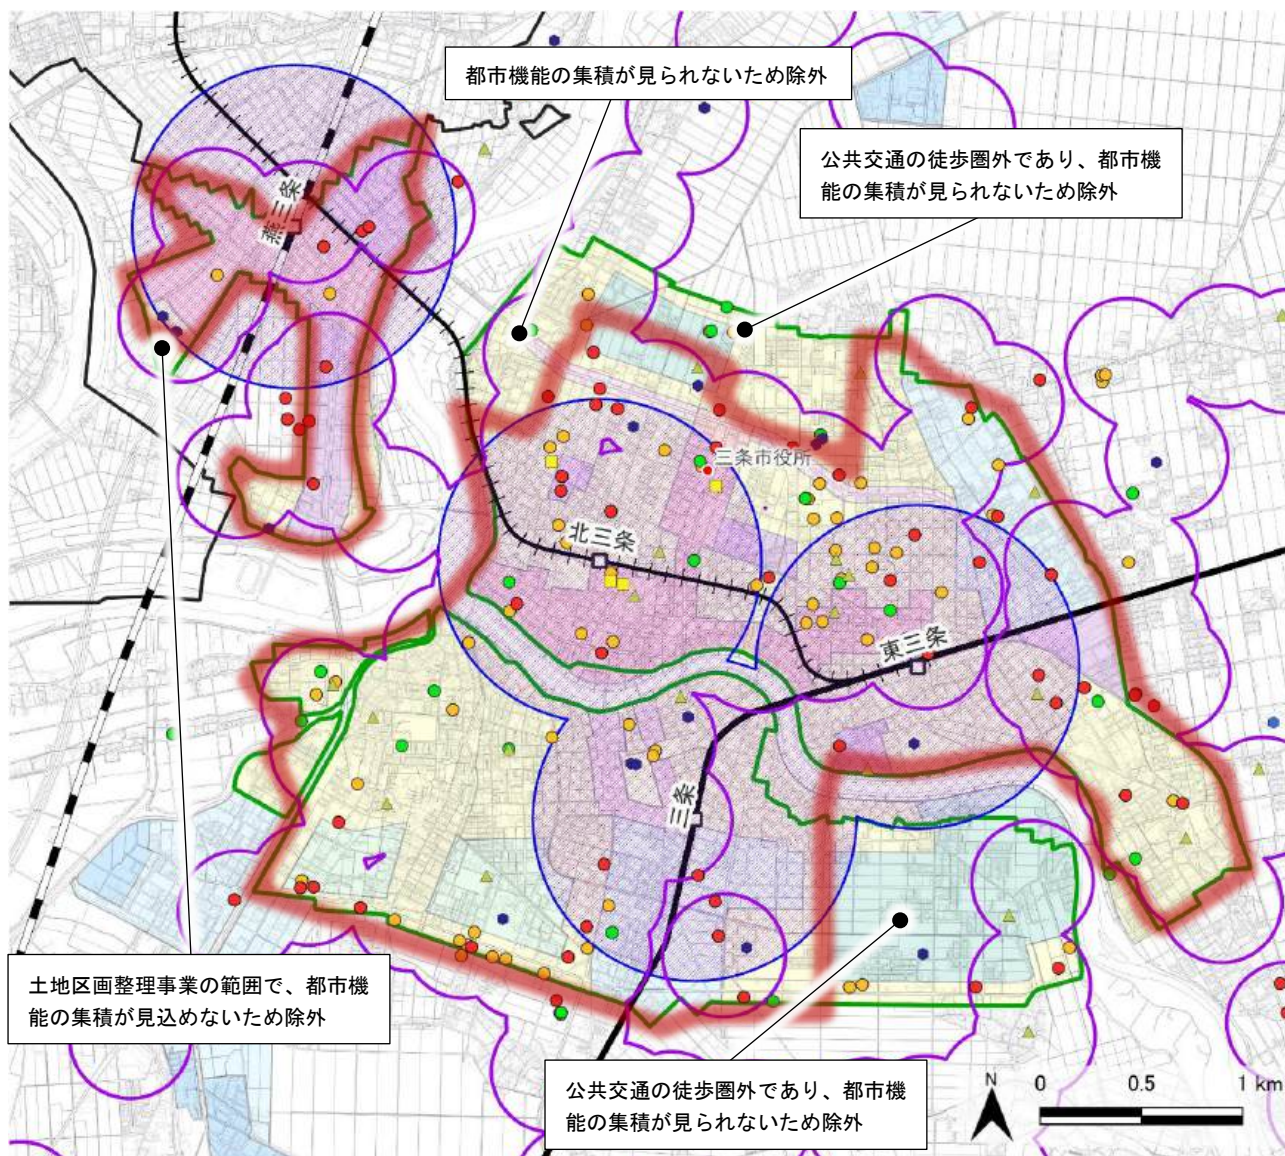 都市機能の集積が見られないため除外
公共交通の徒歩圏外であり、都市機
能の集積が見られないため除外
燕三条
三条市役所
北三条
東三条
三条
土地区画整理事業の範囲で、都市機
能の集積が見込めないため除外
公共交通の徒歩圏外であり、都市機
能の集積が見られないため除外
N
0 0.5 1 km